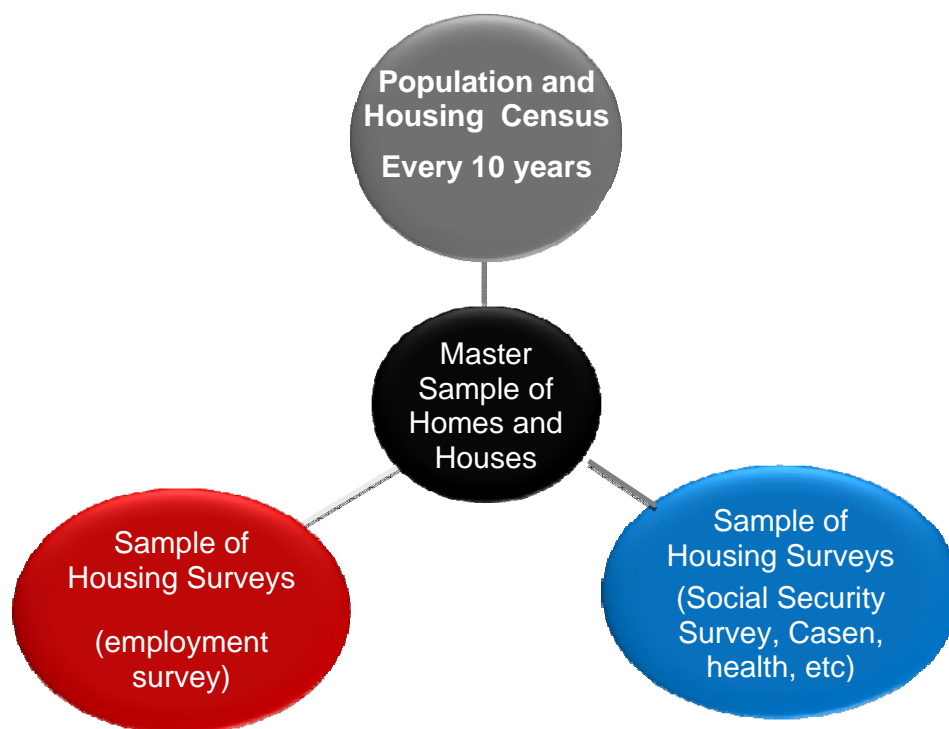 Population and
Housing Census
Every 10 years
Master
Sample of
Homes and
Houses
Sample of
Housing Surveys
(employment
survey)
Sample of
Housing Surveys
(Social Security
Survey, Casen,
health, etc)